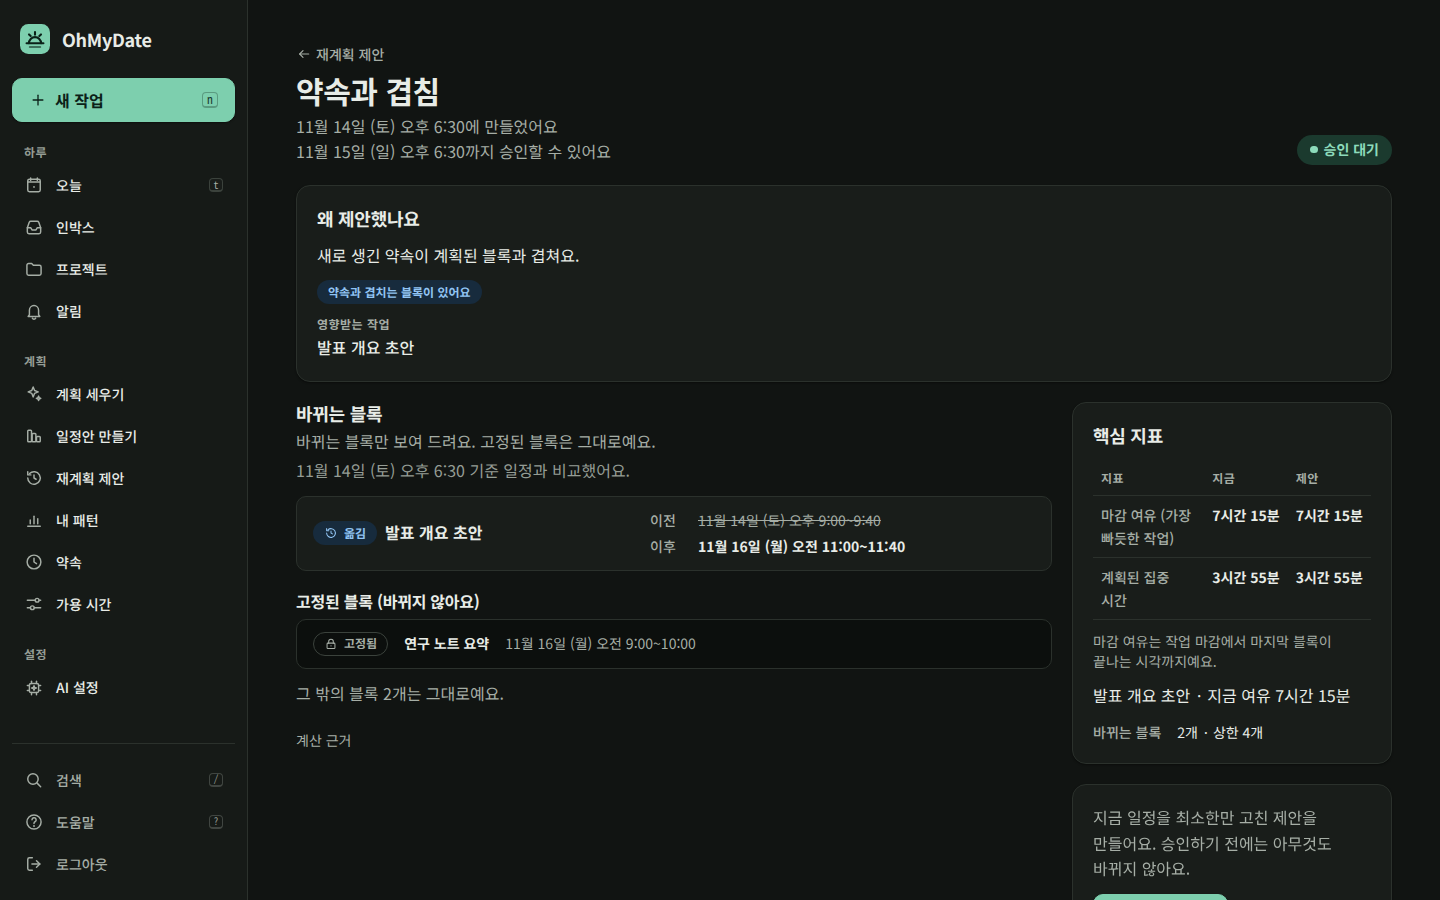 OhMyDate
새 작업 n
하루
오늘 t
인박스
프로젝트
알림
계획
계획 세우기
일정안 만들기
재계획 제안
내 패턴
약속
가용 시간
설정
AI 설정
검색 /
도움말 ?
로그아웃
← 재계획 제안
약속과 겹침
11월 14일 (토) 오후 6:30에 만들었어요
11월 15일 (일) 오후 6:30까지 승인할 수 있어요
승인 대기
왜 제안했나요
새로 생긴 약속이 계획된 블록과 겹쳐요.
약속과 겹치는 블록이 있어요
영향받는 작업
발표 개요 초안
바뀌는 블록
바뀌는 블록만 보여 드려요. 고정된 블록은 그대로예요.
11월 14일 (토) 오후 6:30 기준 일정과 비교했어요.
옮김 발표 개요 초안
이전 11월 14일 (토) 오후 9:00~9:40
이후 11월 16일 (월) 오전 11:00~11:40
고정된 블록 (바뀌지 않아요)
고정됨 연구 노트 요약 11월 16일 (월) 오전 9:00~10:00
그 밖의 블록 2개는 그대로예요.
계산 근거
핵심 지표
지표 지금 제안
마감 여유 (가장 7시간 15분 7시간 15분
빠듯한 작업)
계획된 집중 3시간 55분 3시간 55분
시간
마감 여유는 작업 마감에서 마지막 블록이
끝나는 시각까지예요.
발표 개요 초안 · 지금 여유 7시간 15분
바뀌는 블록 2개 · 상한 4개
지금 일정을 최소한만 고친 제안을
만들어요. 승인하기 전에는 아무것도
바뀌지 않아요.